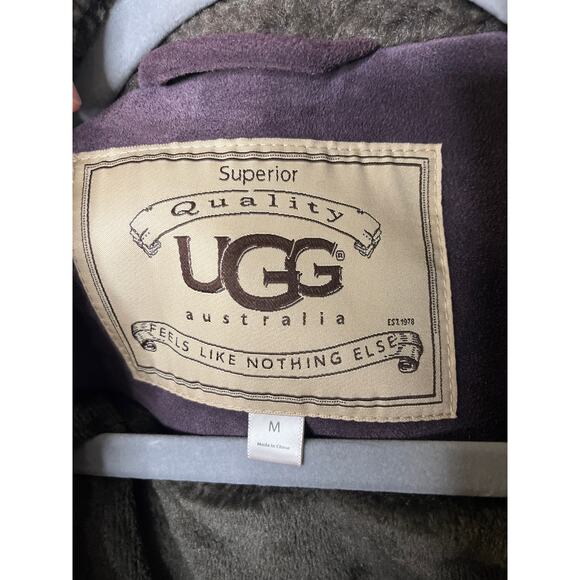 Superior
Quality
UGG®
australia
EST.1978
FEELS LIKE NOTHING ELSE
M
Made in China